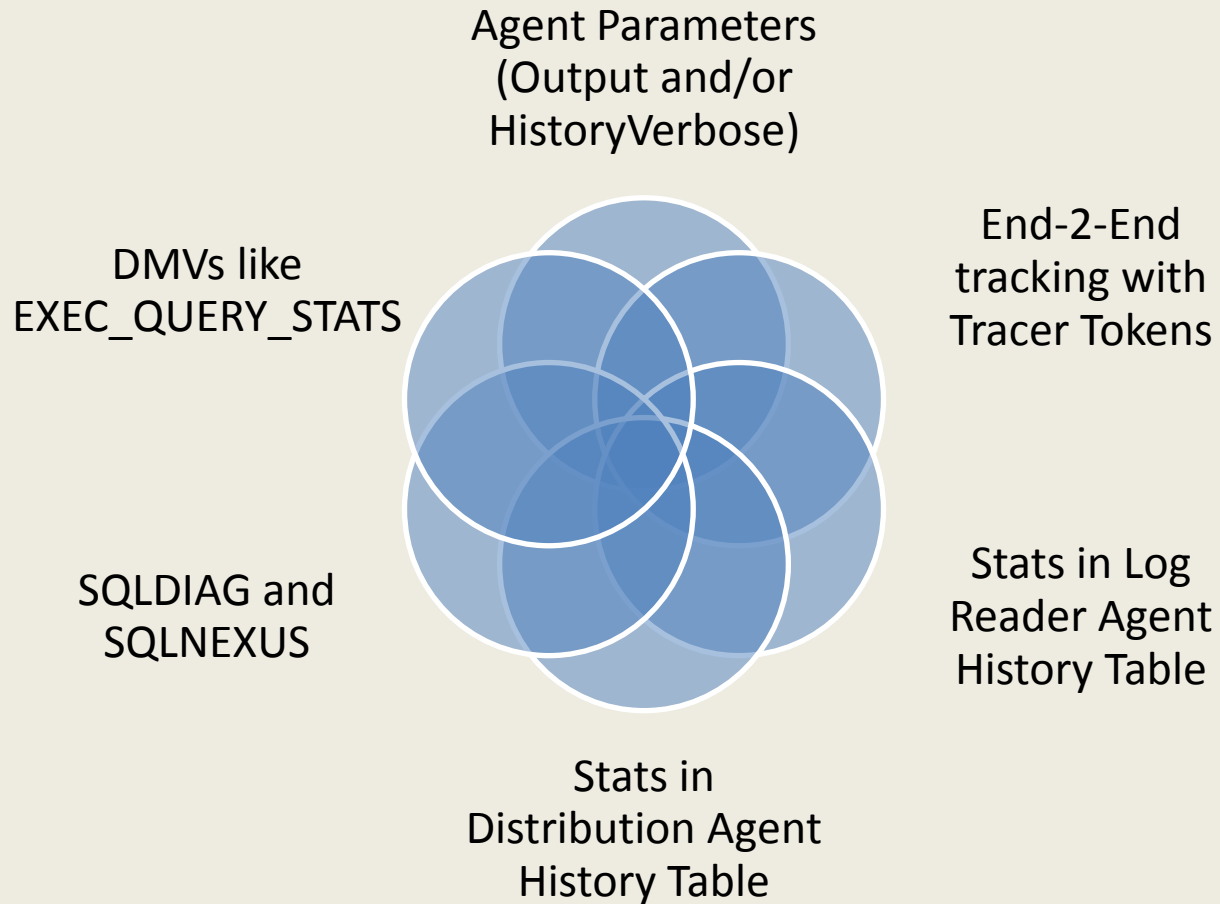 Agent Parameters
(Output and/or
HistoryVerbose)
End-2-End
tracking with
Tracer Tokens
Stats in Log
Reader Agent
History Table
Stats in
Distribution Agent
History Table
SQLDIAG and
SQLNEXUS
DMVs like
EXEC_QUERY_STATS